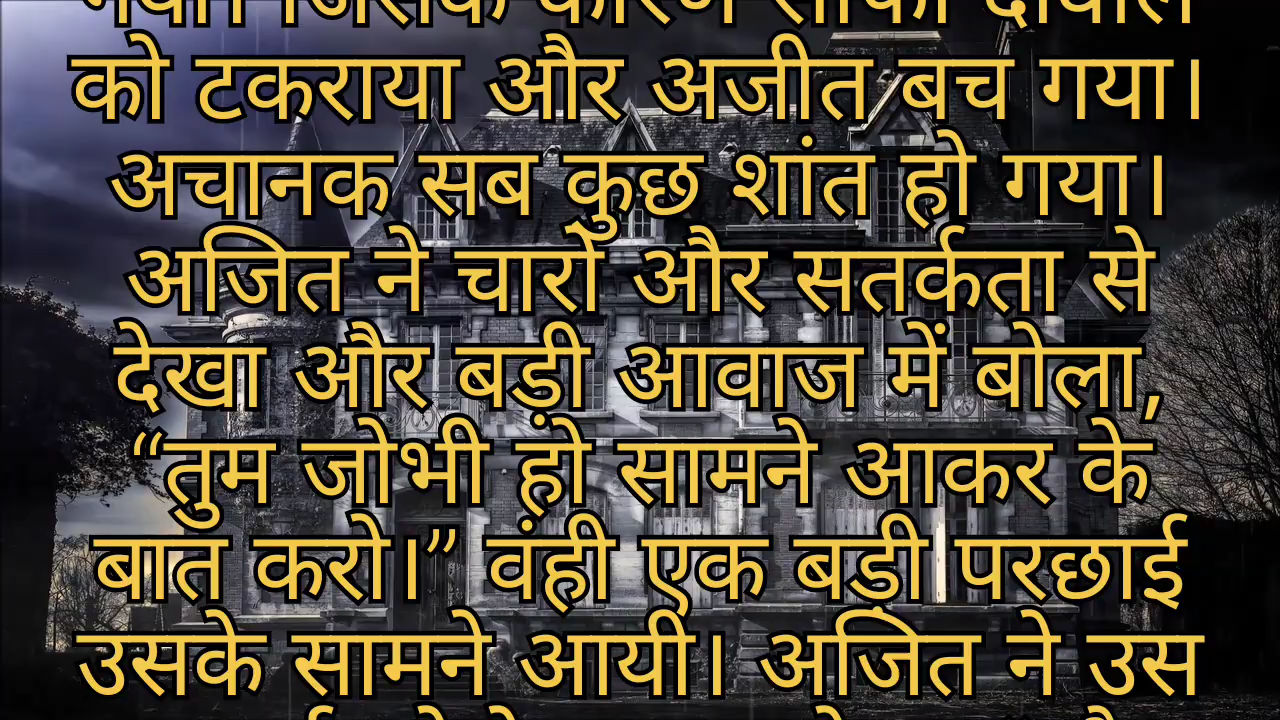 को टकराया और अजीत बच गया।
अचानक सब कुछ शांत हो गया।
अजित ने चारो और सतर्कता से
देखा और बड़ी आवाज में बोला,
“तुम जोभी हो सामने आकर के
बात करो।” वंही एक बड़ी परछाई
उसके सामने आयी। अजित ने उस